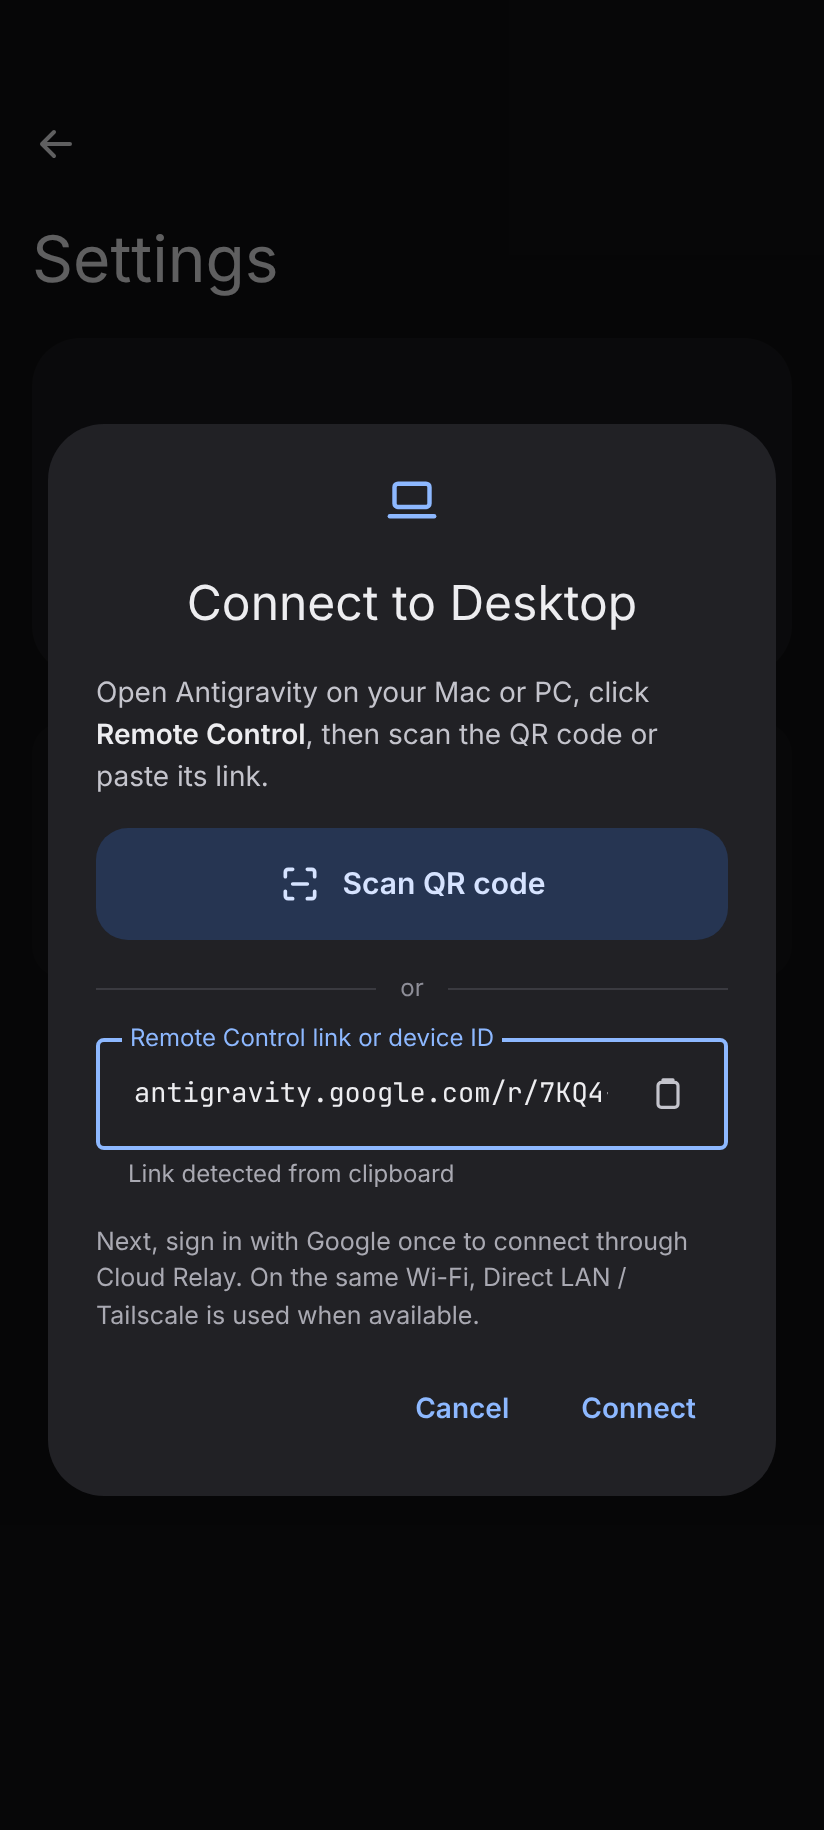 Settings
Connect to Desktop
Open Antigravity on your Mac or PC, click
Remote Control, then scan the QR code or
paste its link.
Scan QR code
or
Remote Control link or device ID
antigravity.google.com/r/7KQ4
Link detected from clipboard
Next, sign in with Google once to connect through
Cloud Relay. On the same Wi-Fi, Direct LAN /
Tailscale is used when available.
Cancel
Connect